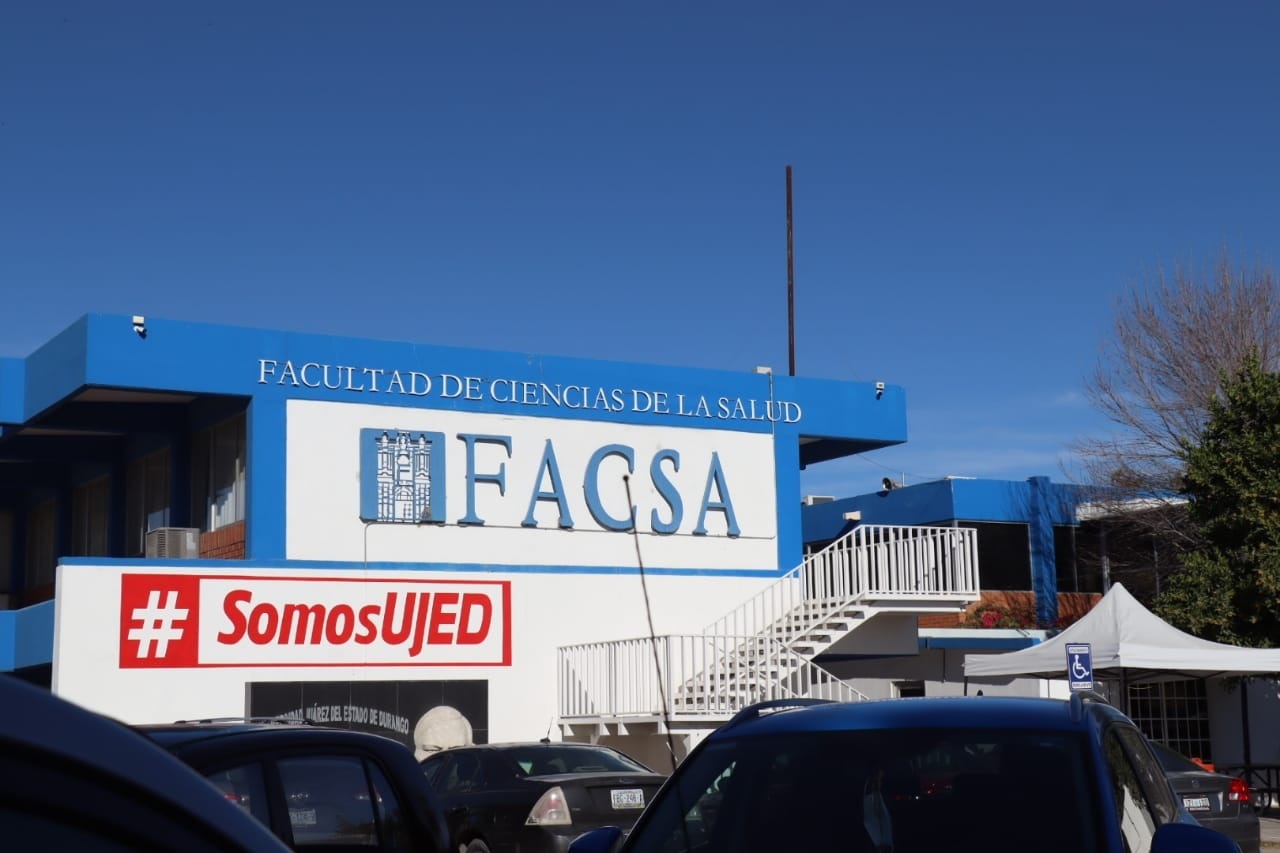 FACULTAD DE CIENCIAS DE LA SALUD
FACSA
#SomosUJED
JUÁREZ DEL ESTADO DE DURANGO